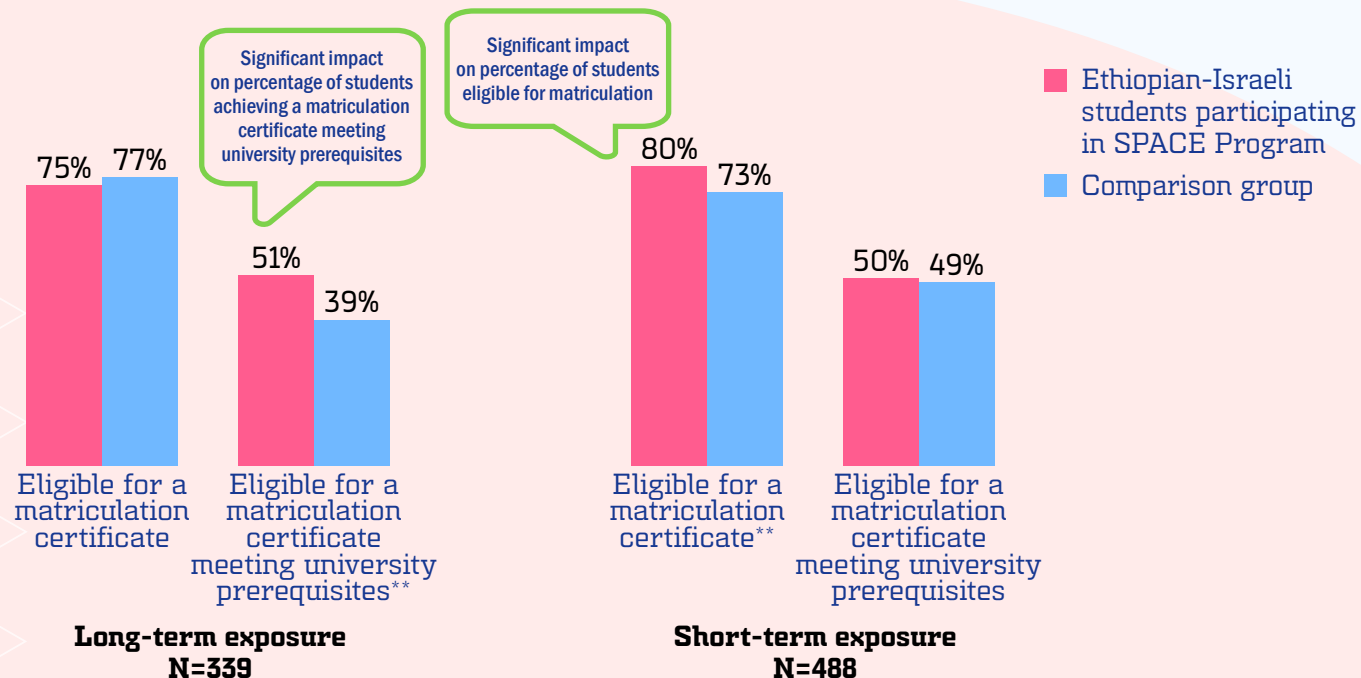 Significant impact
on percentage of students
achieving a matriculation
certificate meeting
university prerequisites
Significant impact
on percentage of students
eligible for matriculation
Ethiopian-Israeli
students participating
in SPACE Program
Comparison group
75%
77%
51%
39%
80%
73%
50%
49%
Eligible for a
matriculation
certificate
Eligible for a
matriculation
certificate
meeting university
prerequisites**
Eligible for a
matriculation
certificate**
Eligible for a
matriculation
certificate
meeting university
prerequisites
Long-term exposure
N=339
Short-term exposure
N=488